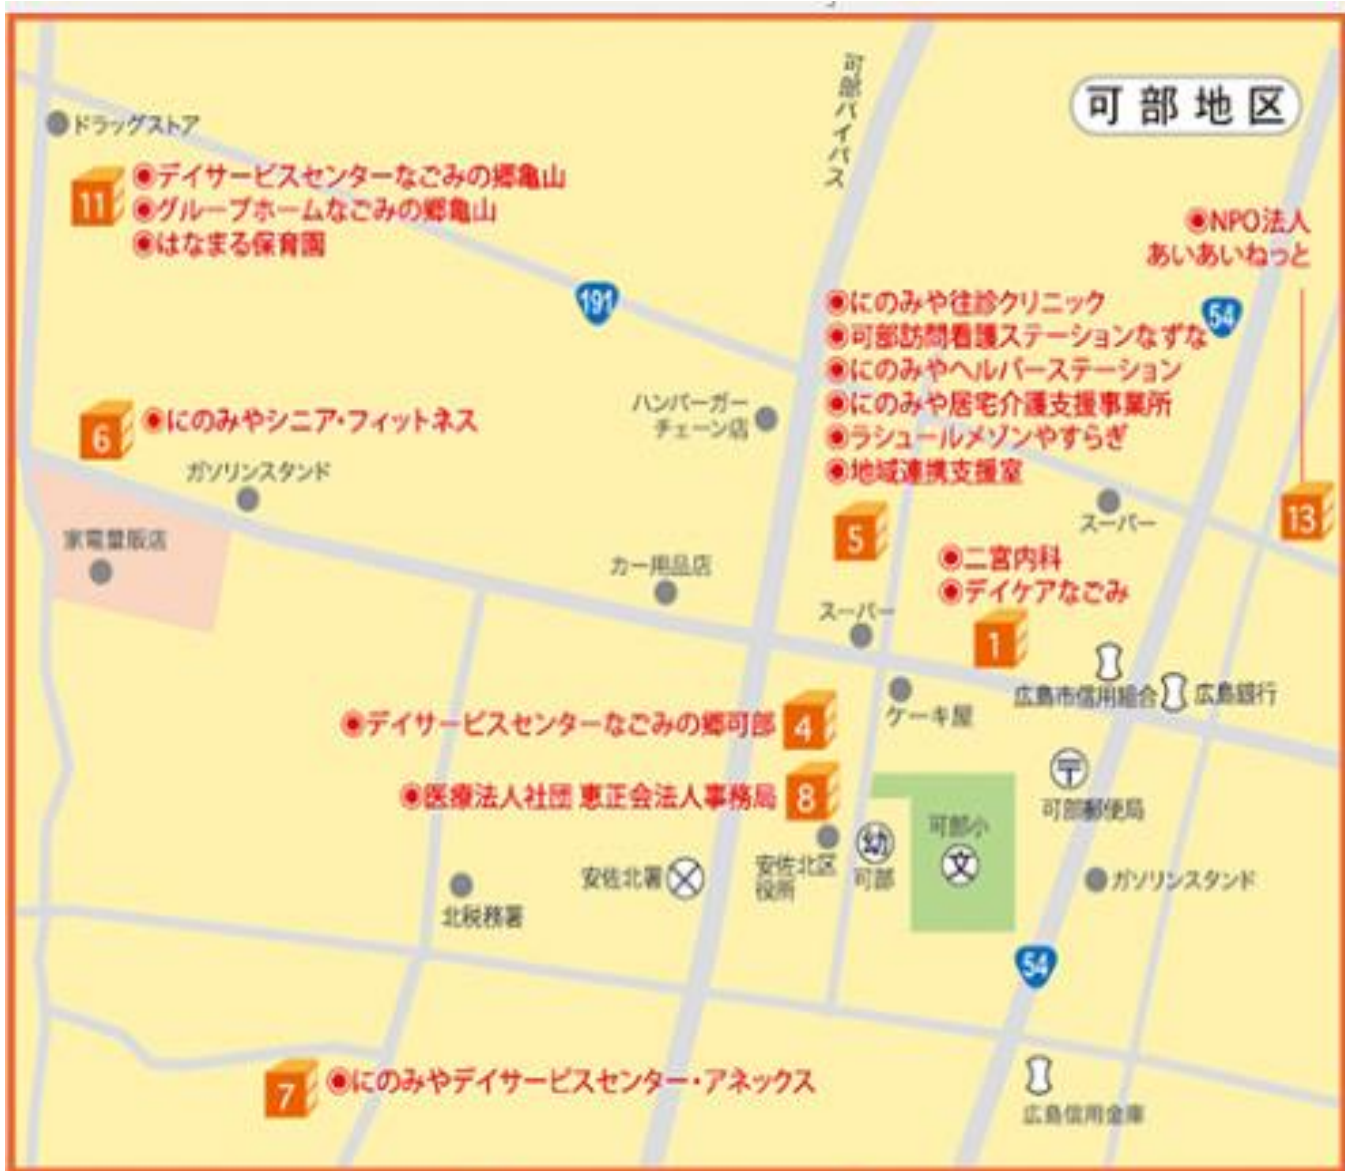 可部地区
可部バイパス
ドラッグストア
11
◉デイサービスセンターなごみの郷亀山
◉グループホームなごみの郷亀山
◉はなまる保育園
◉NPO法人
あいあいねっと
191
54
◉にのみや往診クリニック
◉可部訪問看護ステーションなずな
◉にのみやヘルパーステーション
◉にのみや居宅介護支援事業所
◉ラシュールメゾンやすらぎ
◉地域連携支援室
6
◉にのみやシニア・フィットネス
ハンバーガー
チェーン店
ガソリンスタンド
スーパー
13
5
家電量販店
カー用品店
◉二宮内科
◉デイケアなごみ
スーパー
1
広島市信用組合
広島銀行
ケーキ屋
◉デイサービスセンターなごみの郷可部
4
〒
可部郵便局
◉医療法人社団 恵正会法人事務局
8
可部小
文
幼
可部
安佐北区
役所
安佐北署
ガソリンスタンド
北税務署
54
7
◉にのみやデイサービスセンター・アネックス
広島信用金庫